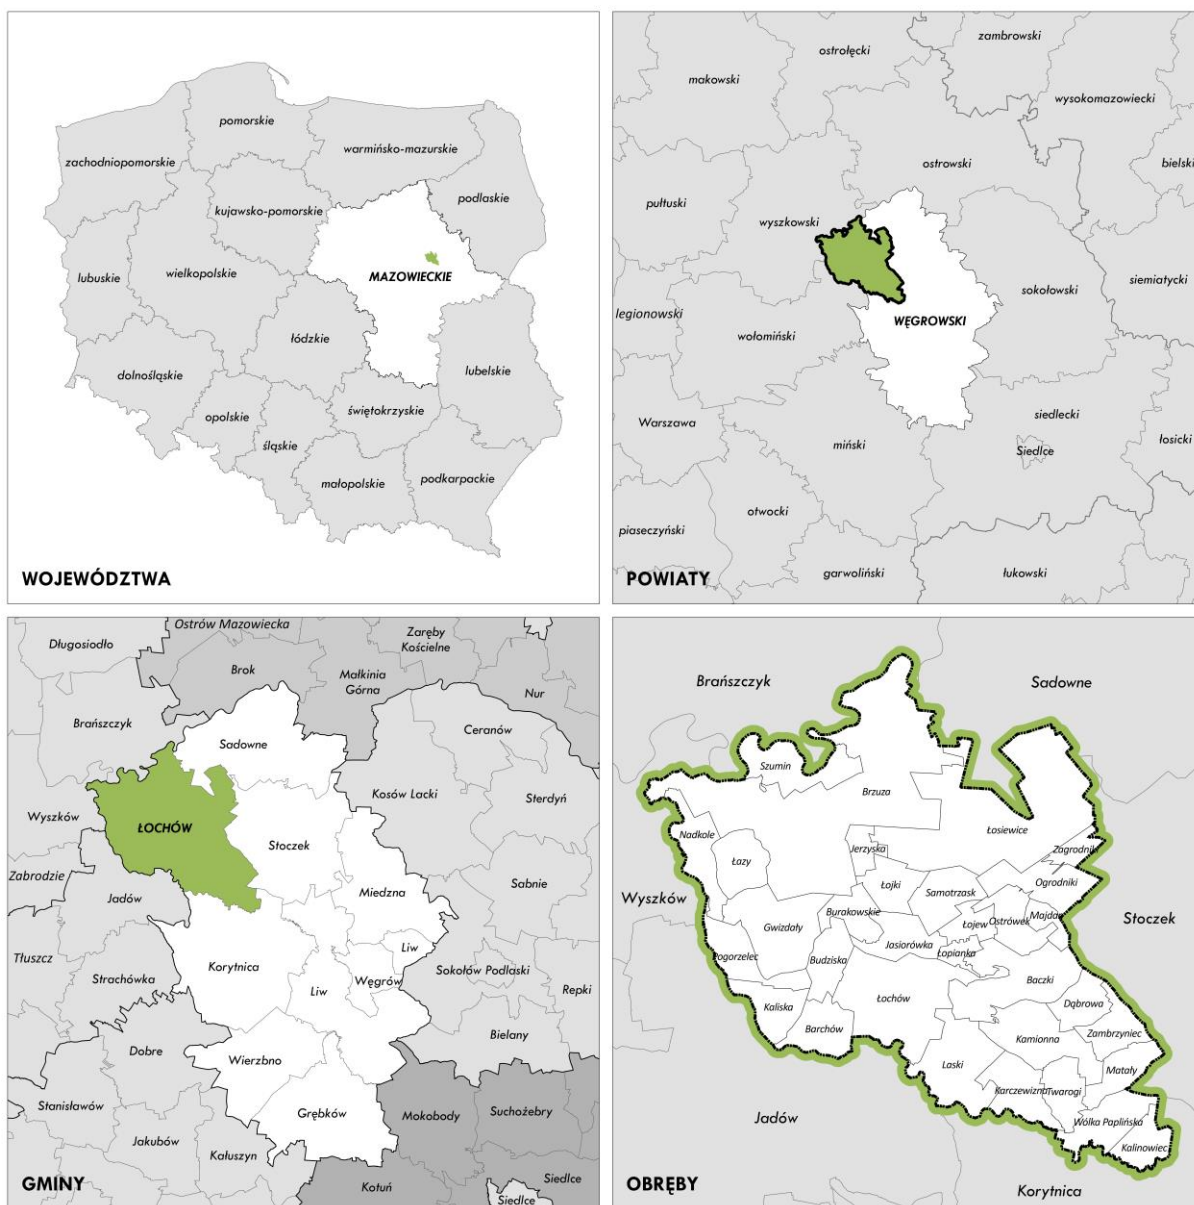 pomorskie
zachodniopomorskie
warmińsko-mazurskie
podlaskie
kujawsko-pomorskie
lubuskie
wielkopolskie
MAZOWIECKIE
łódzkie
dolnośląskie
lubelskie
opolskie
śląskie
świętokrzyskie
małopolskie
podkarpackie
WOJEWÓDZTWA
zambrowski
ostrołęcki
makowski
wysokomazowiecki
ostrowski
bielski
pułtuski
wyszkowski
siemiatycki
sokołowski
legionowski
WĘGROWSKI
wołomiński
Warszawa
siedlecki
miński
Siedlce
łosicki
otwocki
piaseczyński
garwoliński
łukowski
POWIATY
Długosiodło
Ostrów Mazowiecka
Zaręby
Kościelne
Brok
Małkinia
Górna
Nur
Brańszczyk
Sadowne
Ceranów
Kosów Lacki
Sterdyń
Wyszków
ŁOCHÓW
Stoczek
Zabrodzie
Jadów
Miedzna
Sabnie
Tłuszcz
Strachówka
Korytnica
Liw
Liw
Węgrów
Sokołów Podlaski
Repki
Dobre
Wierzbno
Bielany
Stanisławów
Grębków
Mokobody
Suchożebry
Jakubów
Kałuszyn
Kotuń
Siedlce
Siedlce
GMINY
Brańszczyk
Sadowne
Szumin
Brzuza
Nadkole
Łosiewice
Łazy
Jerzyska
Zagrodniki
Łojki
Samotrzask
Ogrodniki
Wyszków
Stoczek
Gwizdały
Burakowskie
Łojew
Ostrówek
Majdan
Pogorzelec
Budziska
Jasiorówka
Łopianka
Kaliska
Łochów
Baczki
Dąbrowa
Barchów
Kamionna
Zambrzyniec
Laski
Matały
Karczewizna
Twarogi
Jadów
Wólka Paplińska
Kalinowiec
Korytnica
OBRĘBY